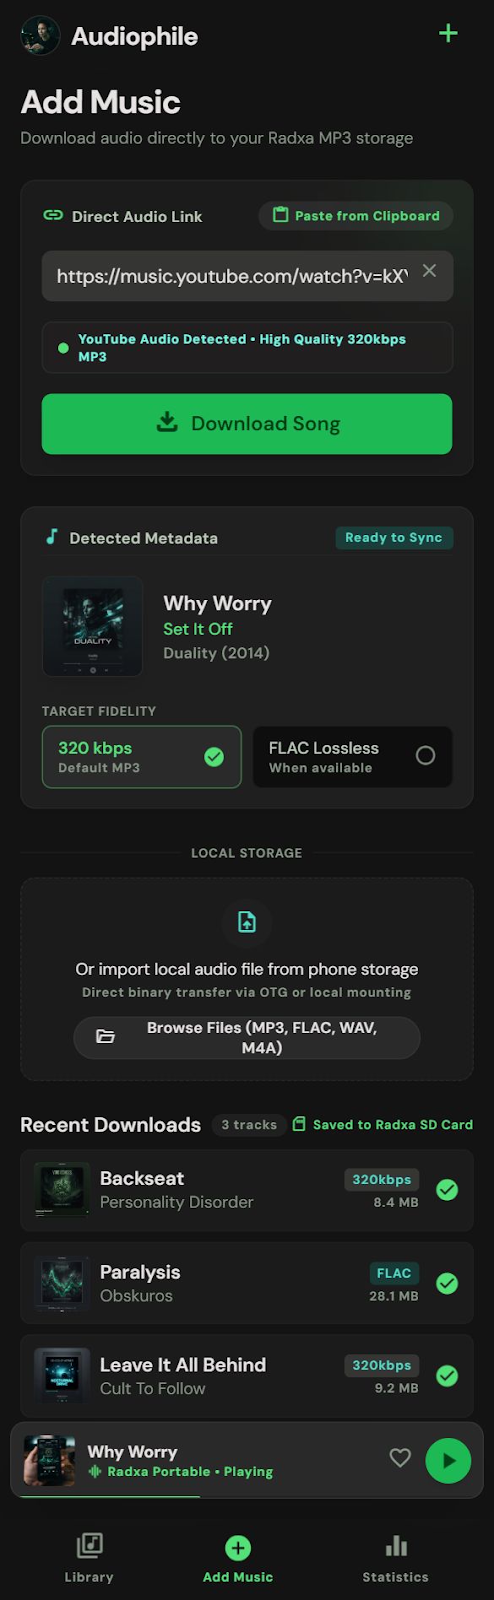 Audiophile
Add Music
Download audio directly to your Radxa MP3 storage
Direct Audio Link
Paste from Clipboard
https://music.youtube.com/watch?v=kX
YouTube Audio Detected • High Quality 320kbps
MP3
Download Song
Detected Metadata
Ready to Sync
DUALITY
Why Worry
Set It Off
Duality (2014)
TARGET FIDELITY
320 kbps
Default MP3
FLAC Lossless
When available
LOCAL STORAGE
Or import local audio file from phone storage
Direct binary transfer via OTG or local mounting
Browse Files (MP3, FLAC, WAV,
M4A)
Recent Downloads
3 tracks
Saved to Radxa SD Card
Backseat
Personality Disorder
320kbps
8.4 MB
Paralysis
Obskuros
FLAC
28.1 MB
Leave It All Behind
Cult To Follow
320kbps
9.2 MB
Why Worry
Radxa Portable • Playing
Library
Add Music
Statistics